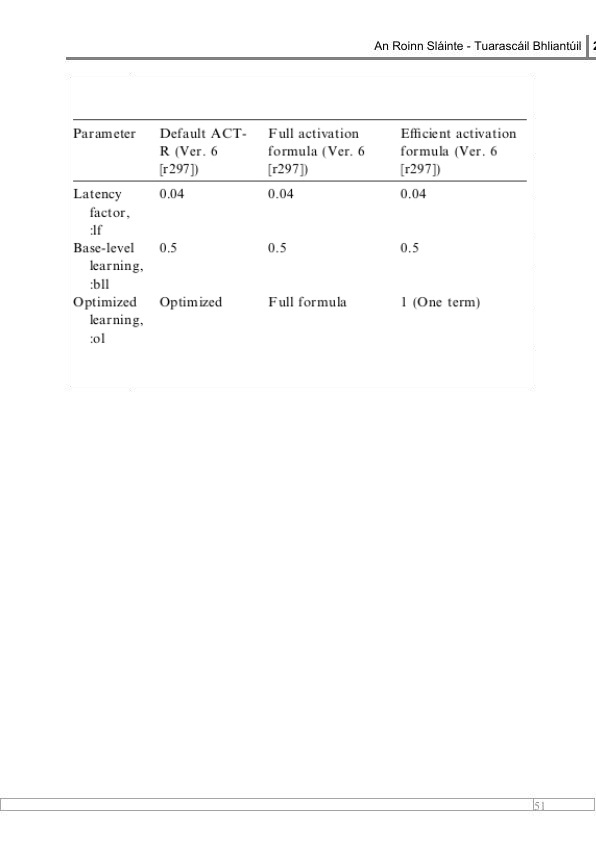 An Roinn Sláinte - Tuarascáil Bhliantúil 2
Parameter Default ACT- Full activation Efficient activation
R (Ver. 6 formula (Ver. 6 formula (Ver. 6
[r297]) [r297]) [r297])
Latency 0.04 0.04 0.04
factor,
:lf
Base-level 0.5 0.5 0.5
learning,
:bll
Optimized Optimized Full formula 1 (One term)
learning,
:ol
51